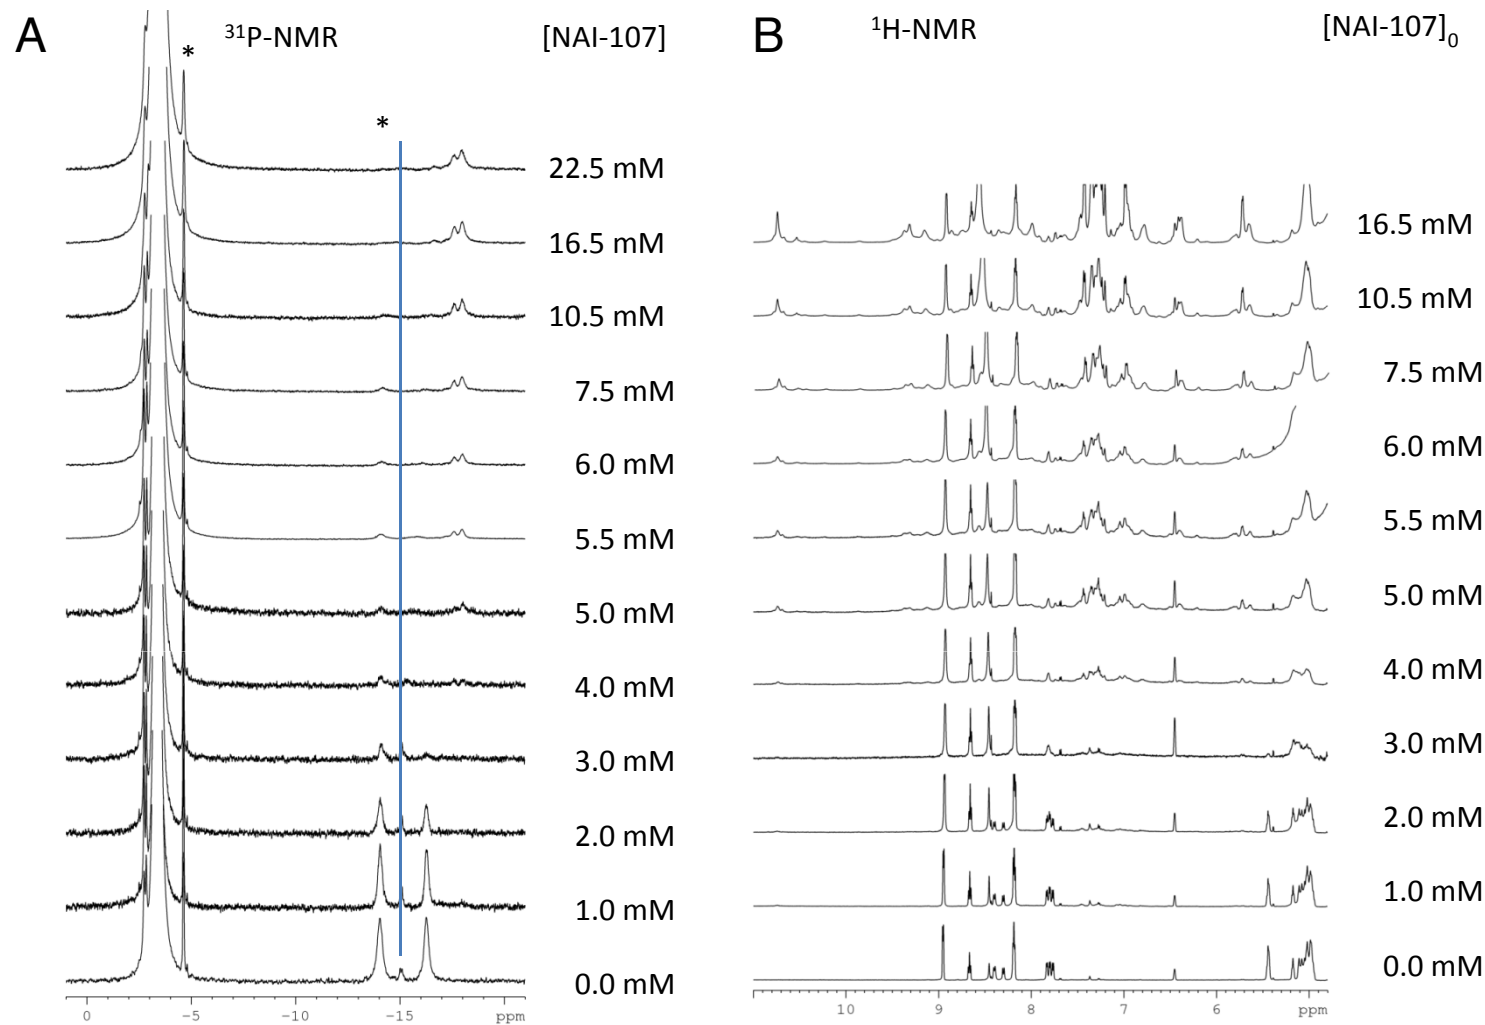 A
³¹P-NMR
[NAI-107]
*
*
22.5 mM
16.5 mM
10.5 mM
7.5 mM
6.0 mM
5.5 mM
5.0 mM
4.0 mM
3.0 mM
2.0 mM
1.0 mM
0.0 mM
0 -5 -10 -15 ppm
B
¹H-NMR
[NAI-107]₀
16.5 mM
10.5 mM
7.5 mM
6.0 mM
5.5 mM
5.0 mM
4.0 mM
3.0 mM
2.0 mM
1.0 mM
0.0 mM
10 9 8 7 6 ppm